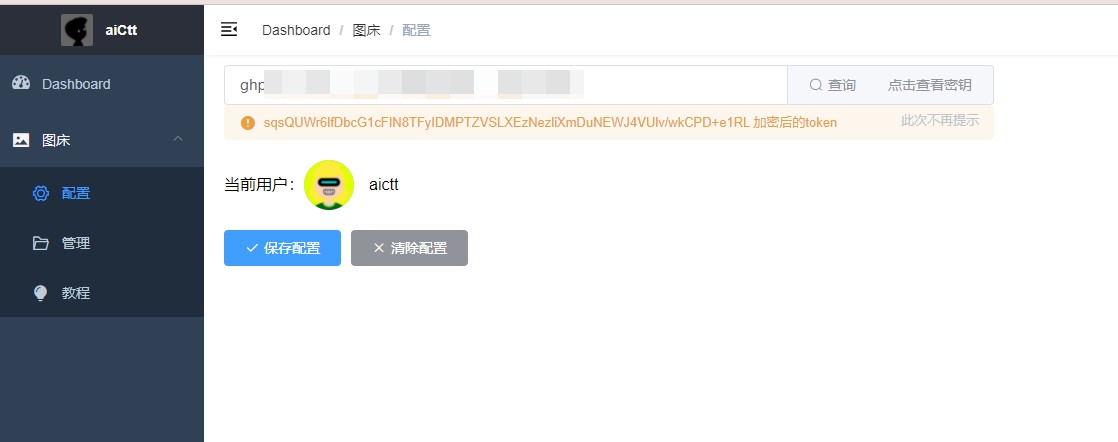 aiCtt
Dashboard / 图床 / 配置
Dashboard
图床
配置
管理
教程
ghp
查询
点击查看密钥
sqsQUWr6lfDbcG1cFIN8TFyIDMPTZVSLXEzNezliXmDuNEWJ4VUlv/wkCPD+e1RL 加密后的token
此次不再提示
当前用户：
aictt
保存配置
清除配置